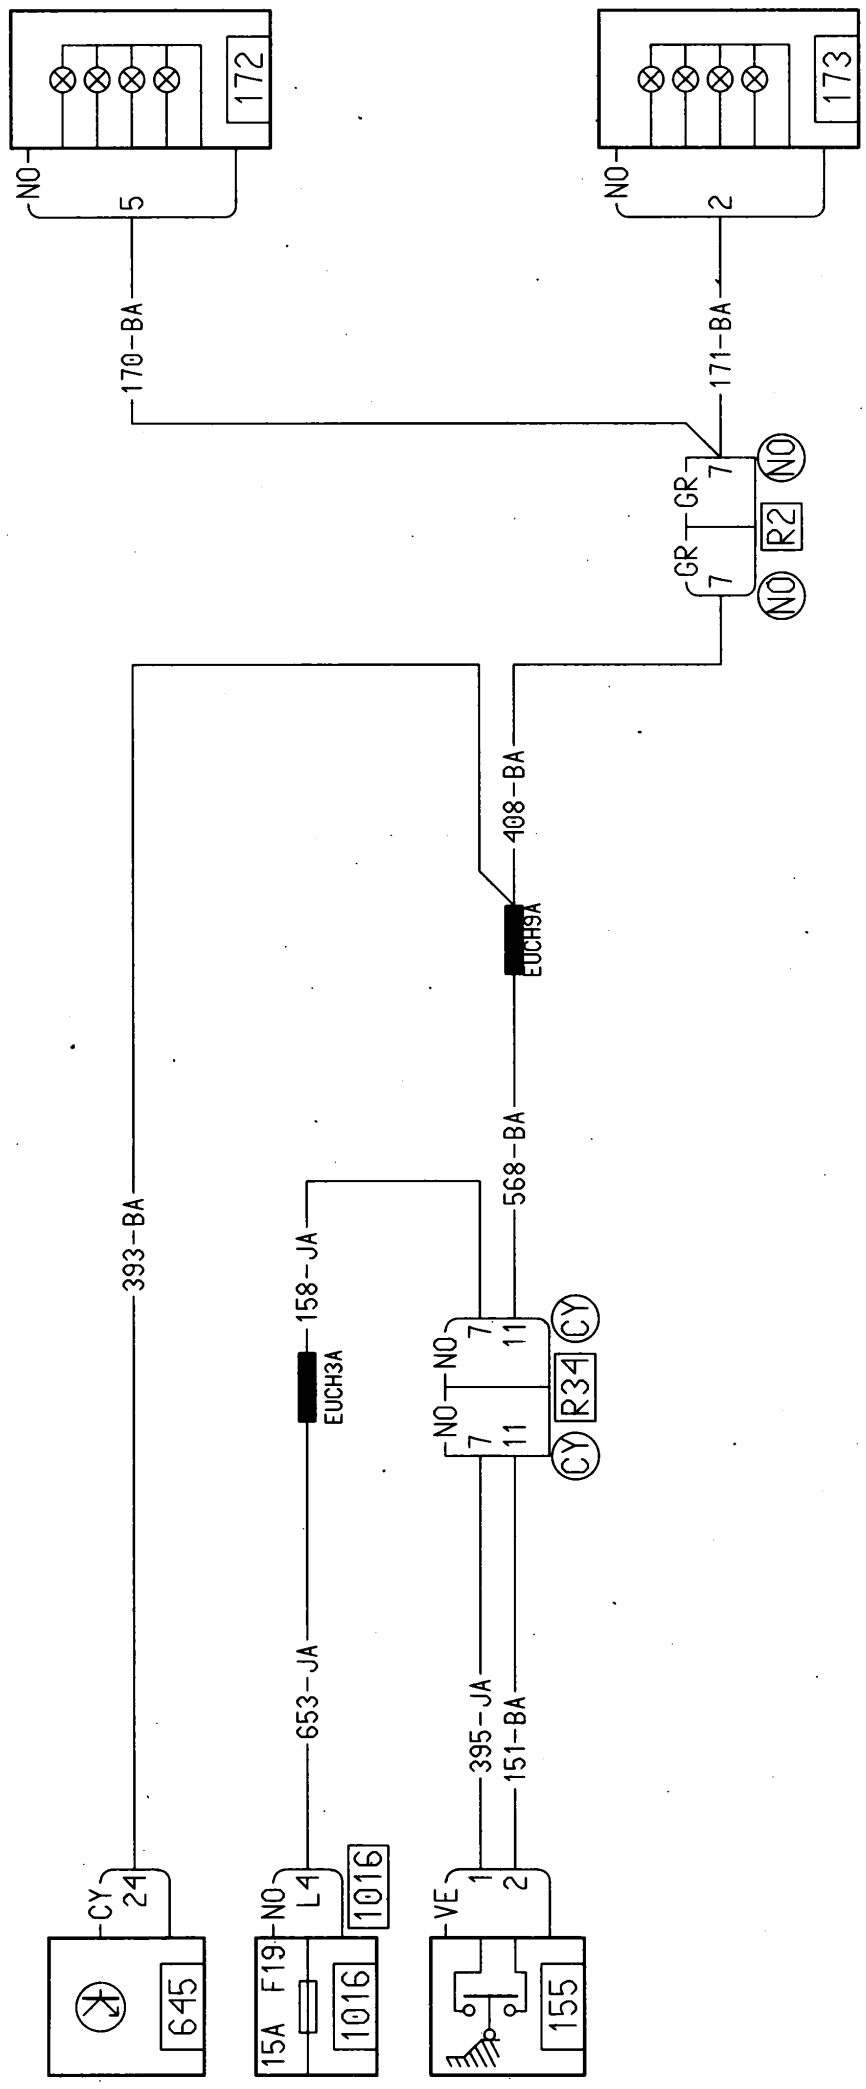 172
NO
5
170-BA
173
NO
2
171-BA
GR
GR
7
7
NO
R2
NO
408-BA
EUCH9A
568-BA
393-BA
158-JA
EUCH3A
653-JA
NO
NO
7
7
11
11
CY
R34
CY
395-JA
151-BA
CY
24
645
NO
L4
1016
15A F19
1016
VE
1
2
155